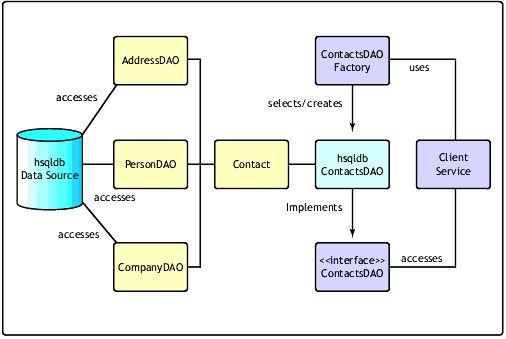 AddressDAO
ContactsDAO
Factory
uses
accesses
selects/creates
hsqldb
Data Source
PersonDAO
Contact
hsqldb
ContactsDAO
Client
Service
accesses
Implements
accesses
CompanyDAO
<<interface>>
ContactsDAO
accesses